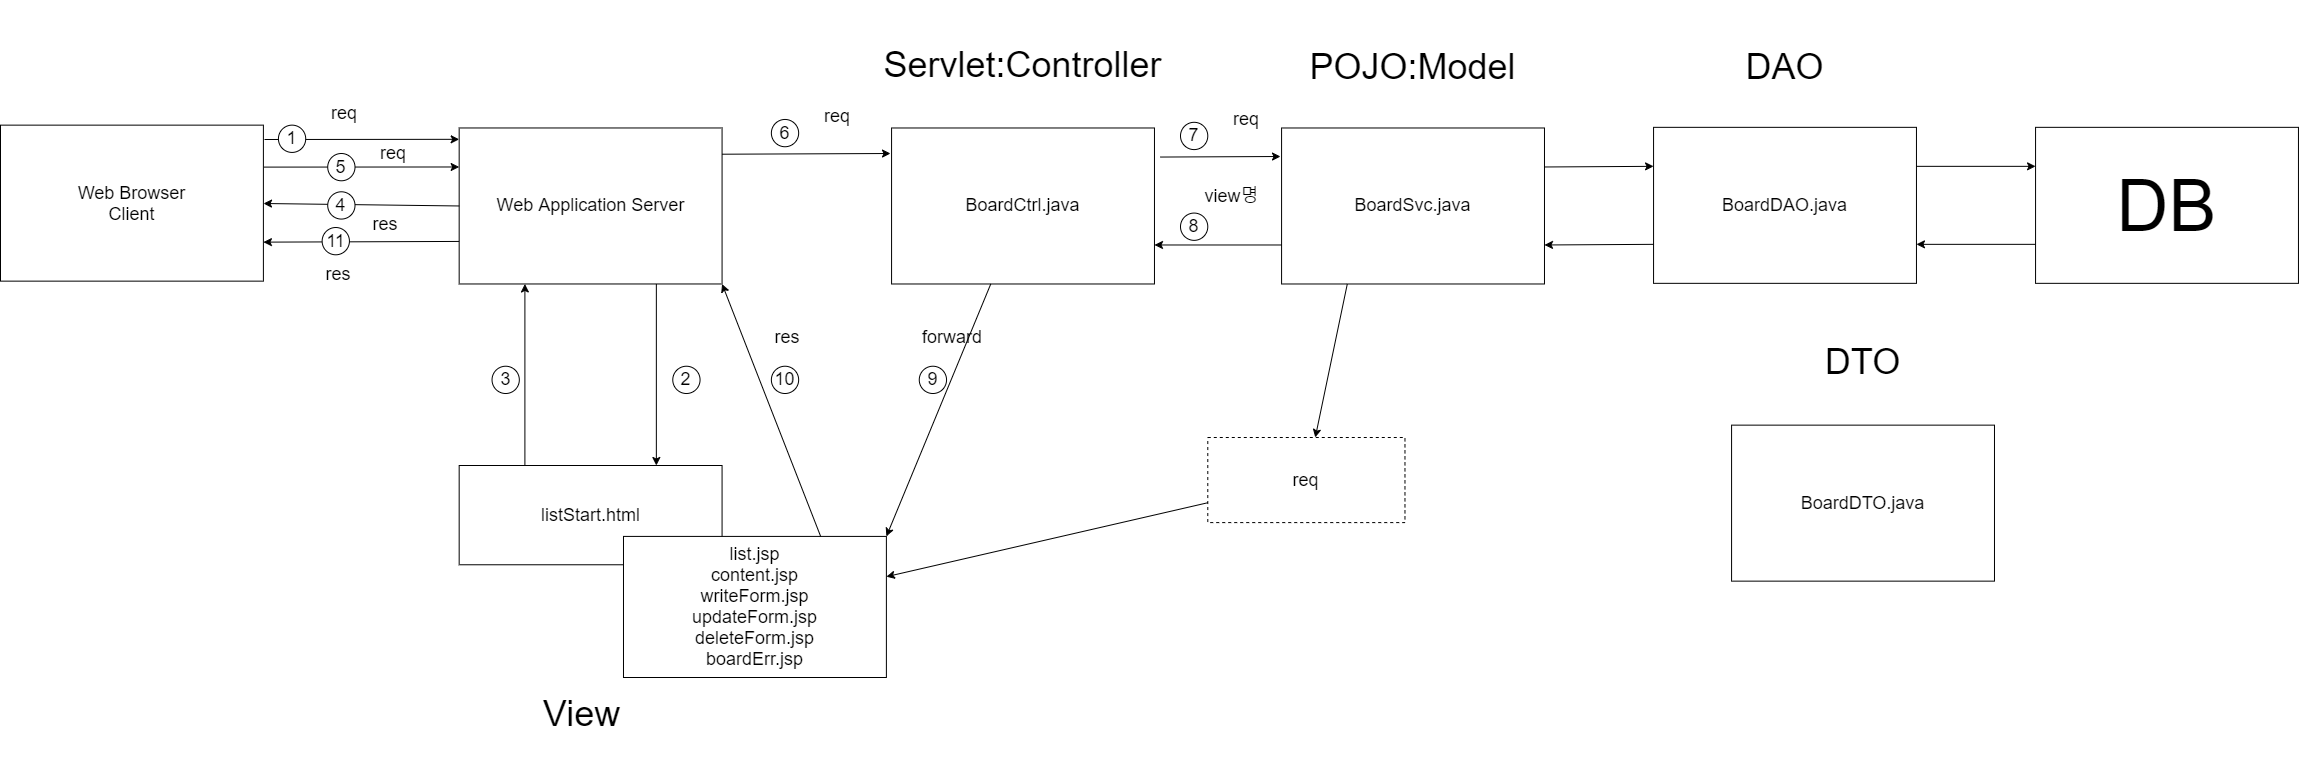 Servlet:Controller
POJO:Model
DAO
req
1
req
5
4
res
11
res
Web Browser
Client
Web Application Server
6
req
BoardCtrl.java
7
req
view명
8
BoardSvc.java
BoardDAO.java
DB
3
2
res
10
forward
9
DTO
req
BoardDTO.java
listStart.html
list.jsp
content.jsp
writeForm.jsp
updateForm.jsp
deleteForm.jsp
boardErr.jsp
View